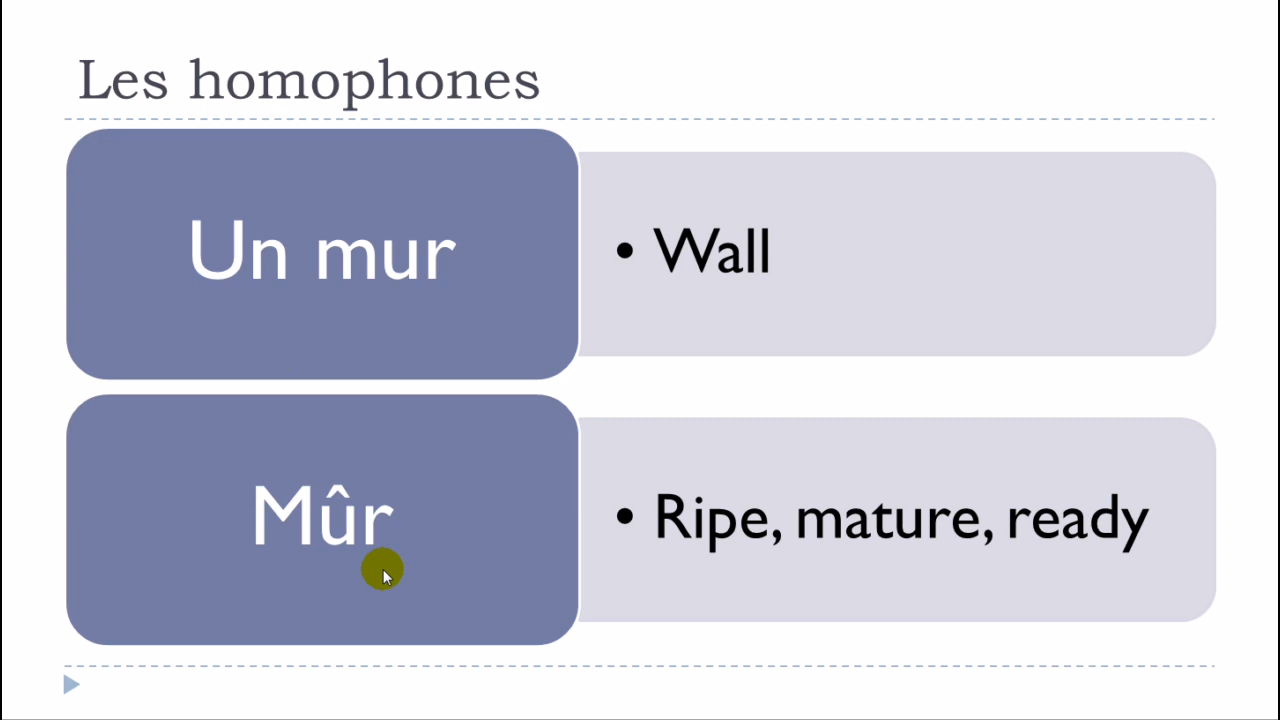 Les homophones
Un mur
• Wall
Mûr
• Ripe, mature, ready